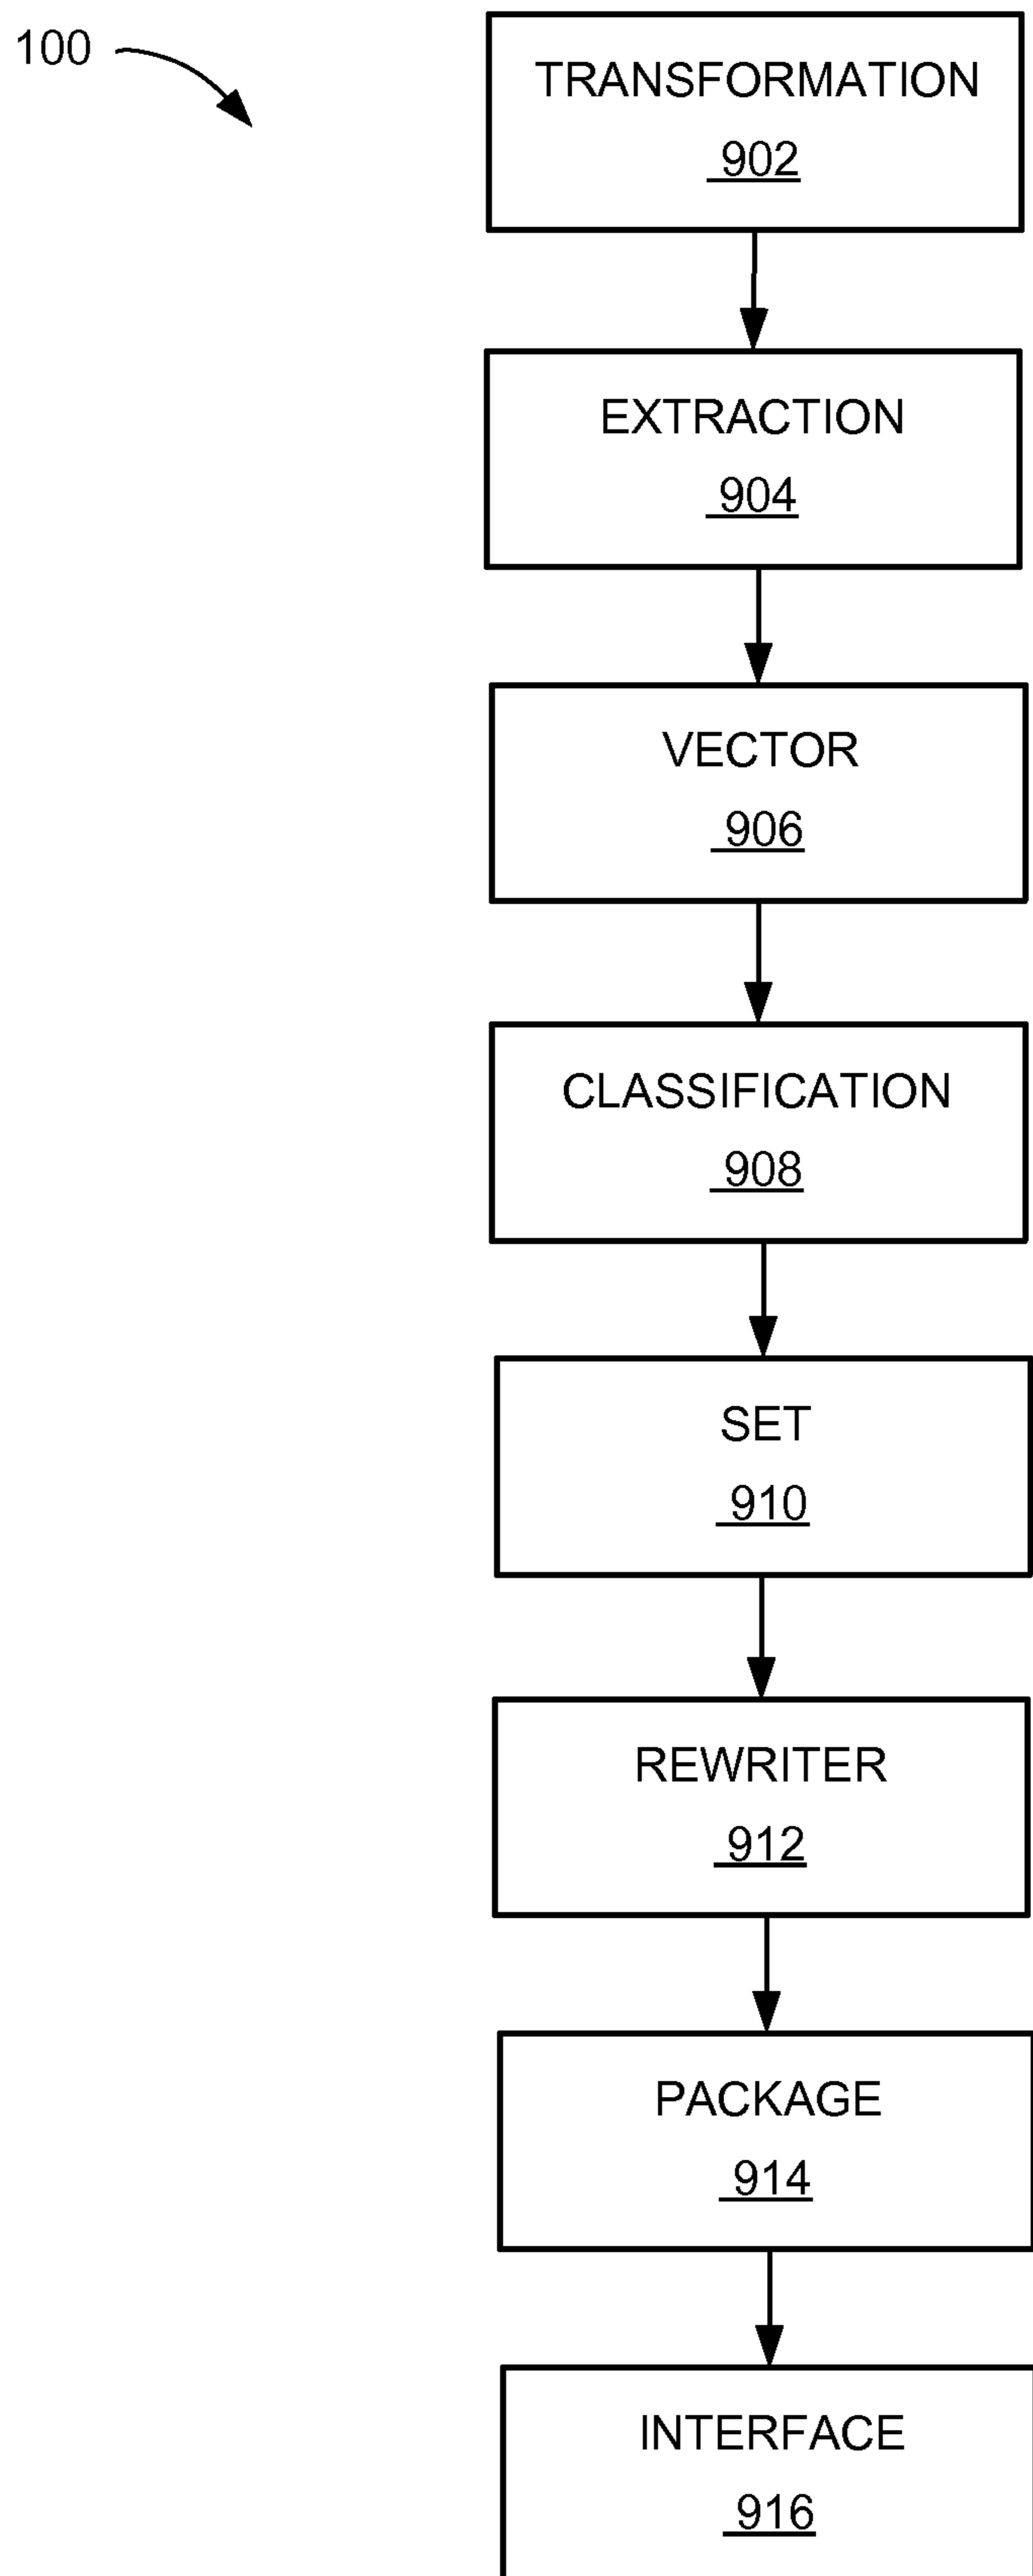 100
TRANSFORMATION
902
EXTRACTION
904
VECTOR
906
CLASSIFICATION
908
SET
910
REWRITER
912
PACKAGE
914
INTERFACE
916